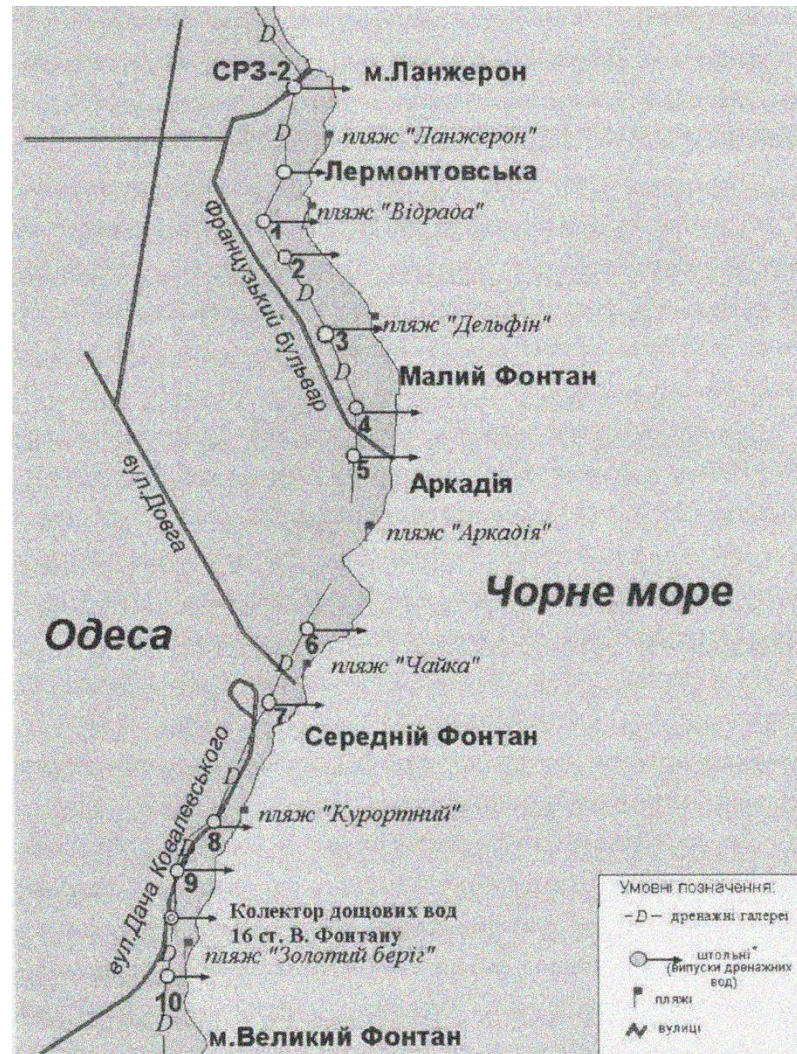 D
СРЗ-2
м.Ланжерон
D
пляж "Ланжерон"
Лермонтовська
пляж "Відрада"
1
Французький бульвар
2
D
3
пляж "Дельфін"
D
Малий Фонтан
4
5
Аркадія
вул.Довга
пляж "Аркадія"
Чорне море
Одеса
6
D
пляж "Чайка"
7
Середній Фонтан
вул.Дача Ковалевського
D
8
пляж "Курортний"
D
9
Колектор дощових вод
16 ст. В. Фонтану
D
пляж "Золотий беріг"
10
D
м.Великий Фонтан
Умовні позначення:
–D– дренажні галереї
штольні*
(випуски дренажних
вод)
пляжі
вулиці